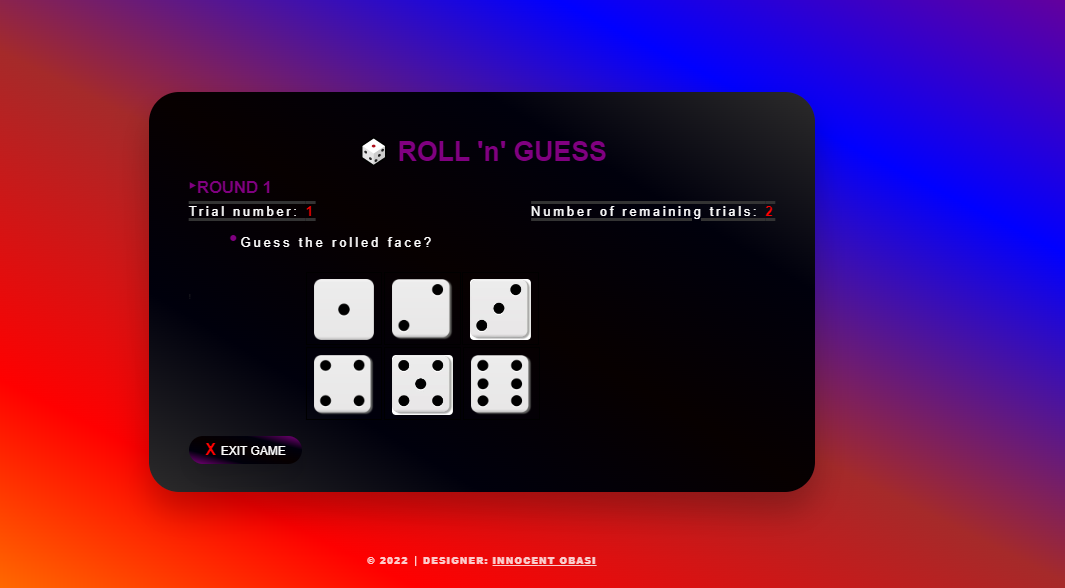 ROLL 'n' GUESS
ROUND 1
Trial number: 1
Number of remaining trials: 2
Guess the rolled face?
X EXIT GAME
© 2022 | DESIGNER: INNOCENT OBASI